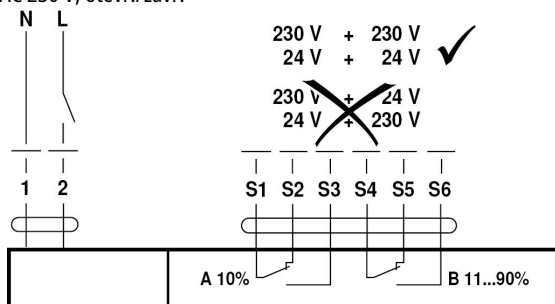 N L
230 V + 230 V
24 V + 24 V
230 V + 24 V
24 V + 230 V
1 2 S1 S2 S3 S4 S5 S6
A 10% B 11...90%